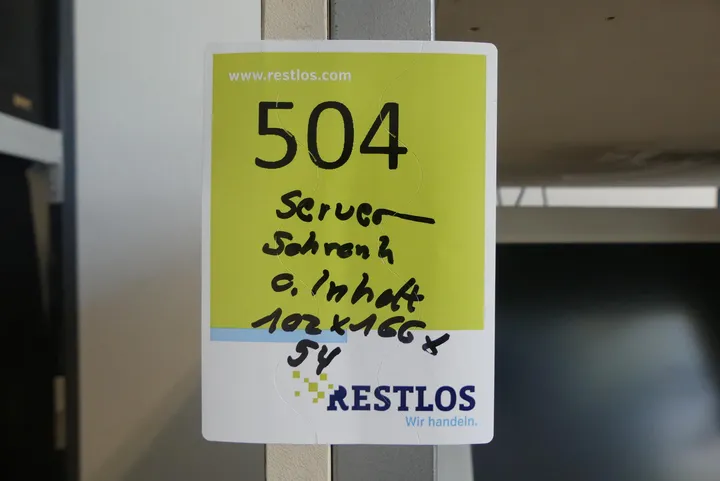 www.restlos.com
504
Server
Schrank
o. Inhalt
102x166x
54
RESTLOS
Wir handeln.